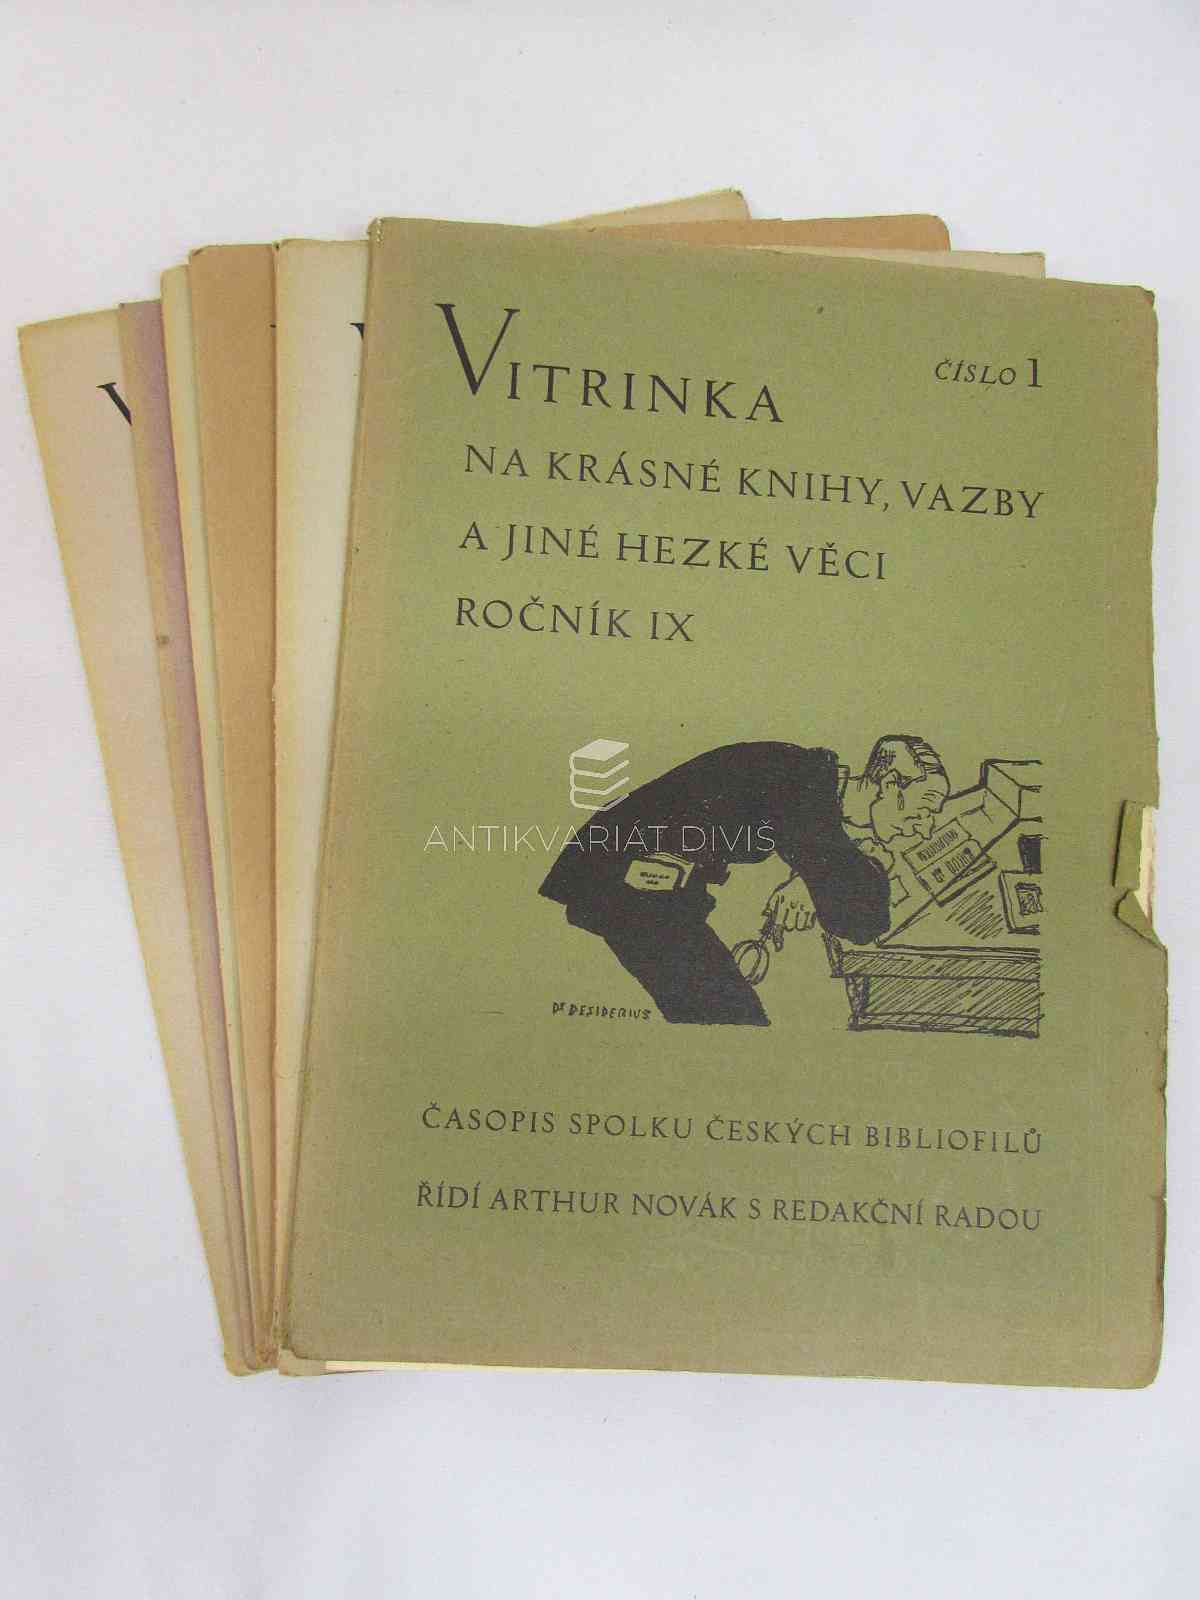 VITRINKA
ČÍSLO 1
NA KRÁSNÉ KNIHY, VAZBY
A JINÉ HEZKÉ VĚCI
ROČNÍK IX
ANTIKVARIÁT DIVIŠ
DR DESIDERIUS
ČASOPIS SPOLKU ČESKÝCH BIBLIOFILŮ
ŘÍDÍ ARTHUR NOVÁK S REDAKČNÍ RADOU
V